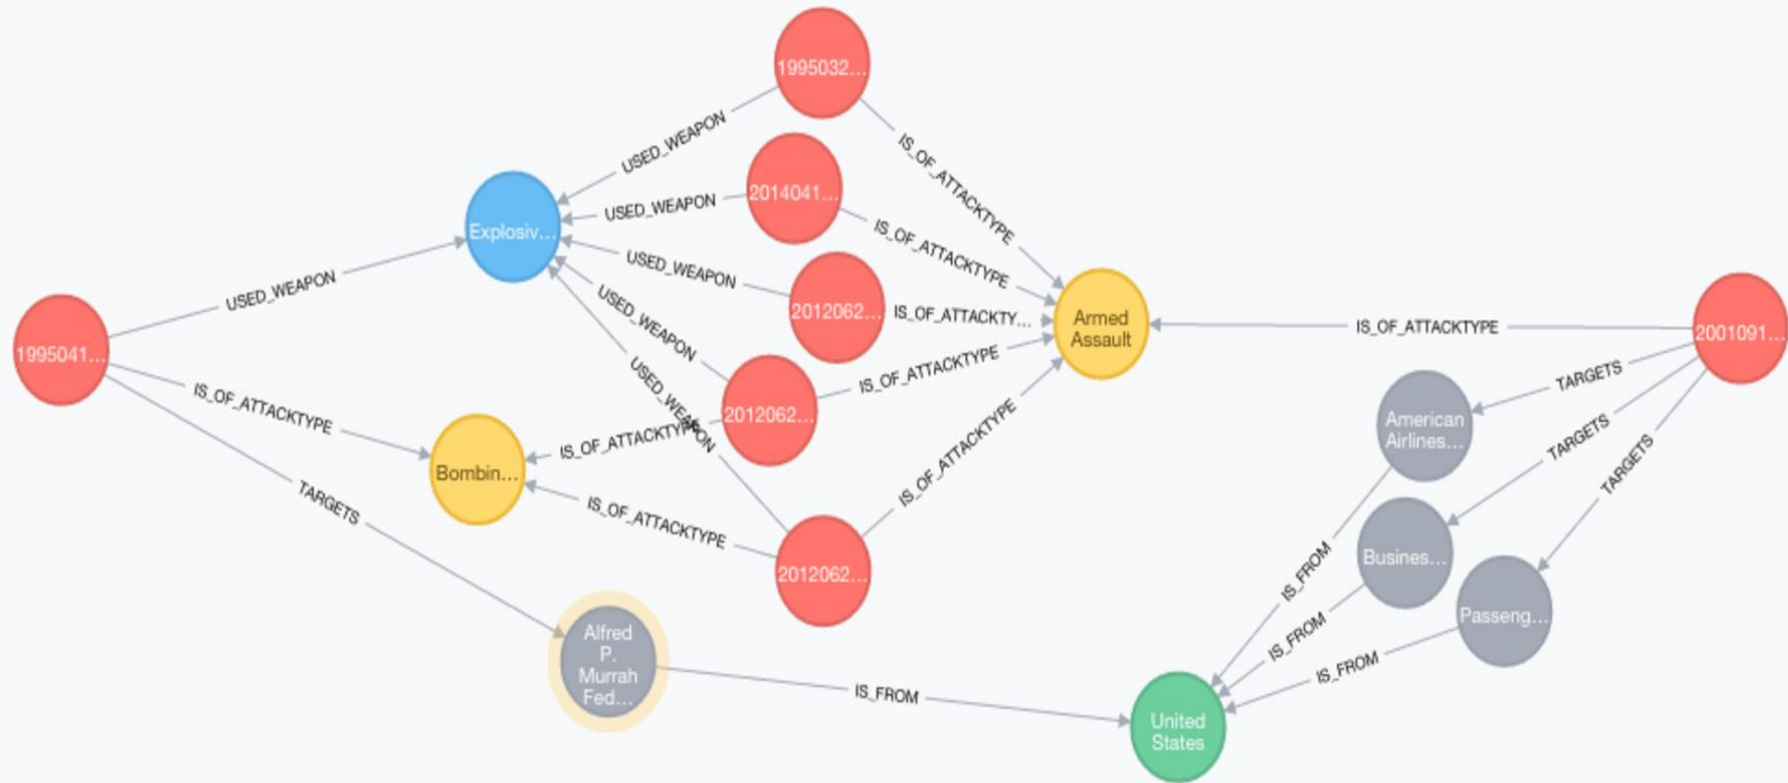 1995032...
USED_WEAPON
IS_OF_ATTACKTYPE
2014041...
USED_WEAPON
IS_OF_ATTACKTYPE
Explosiv...
USED_WEAPON
2012062...
IS_OF_ATTACKTY...
Armed
Assault
IS_OF_ATTACKTYPE
2001091...
USED_WEAPON
1995041...
USED_WEAPON
IS_OF_ATTACKTYPE
TARGETS
American
Airlines...
USED_WEAPON
2012062...
IS_OF_ATTACKTYPE
IS_OF_ATTACKTYPE
IS_OF_ATTACKTYPE
TARGETS
TARGETS
Bombin...
TARGETS
IS_OF_ATTACKTYPE
2012062...
IS_FROM
Busines...
Passeng...
IS_FROM
IS_FROM
Alfred
P.
Murrah
Fed...
IS_FROM
United
States